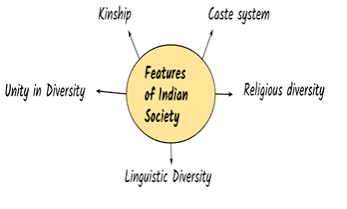 Kinship
Caste system
Features
of Indian
Society
Unity in Diversity
Religious diversity
Linguistic Diversity